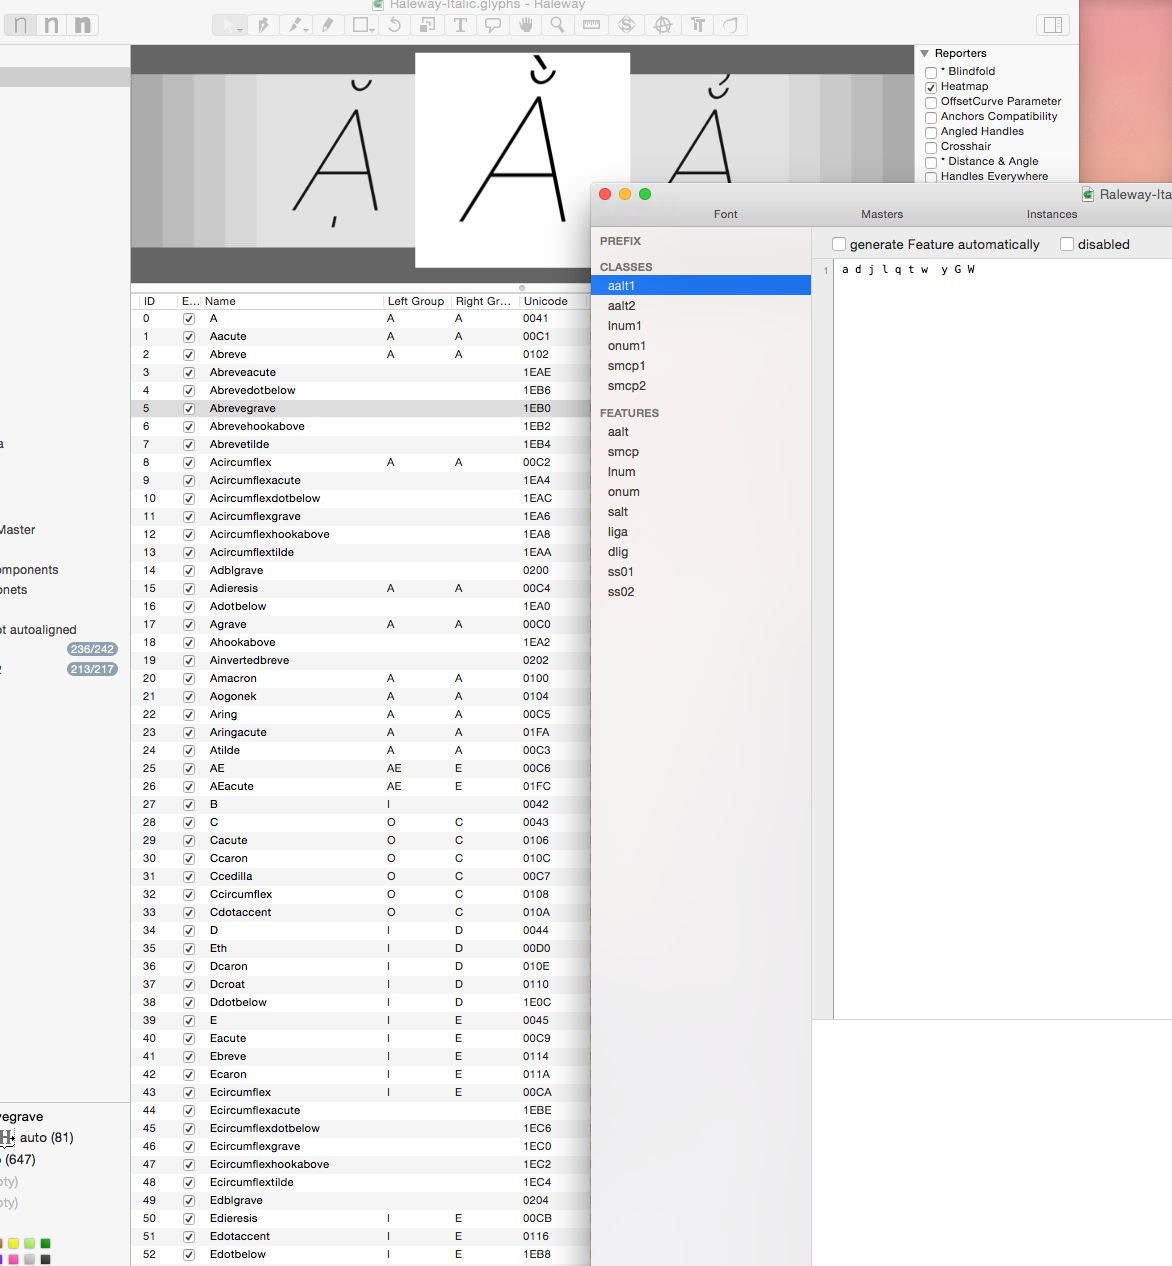 Raleway-Italic.glyphs - Raleway
n n n
T
Reporters
* Blindfold
Heatmap
OffsetCurve Parameter
Anchors Compatibility
Angled Handles
Crosshair
* Distance & Angle
Handles Everywhere
Raleway-Ita
Font Masters Instances
PREFIX
CLASSES
aalt1
aalt2
lnum1
onum1
smcp1
smcp2
FEATURES
aalt
smcp
lnum
onum
salt
liga
dlig
ss01
ss02
generate Feature automatically disabled
1 a d j l q t w y G W
ID E... Name Left Group Right Gr... Unicode
0 A A A 0041
1 Aacute A A 00C1
2 Abreve A A 0102
3 Abreveacute 1EAE
4 Abrevedotbelow 1EB6
5 Abrevegrave 1EB0
6 Abrevehookabove 1EB2
7 Abrevetilde 1EB4
8 Acircumflex A A 00C2
9 Acircumflexacute 1EA4
10 Acircumflexdotbelow 1EAC
11 Acircumflexgrave 1EA6
12 Acircumflexhookabove 1EA8
13 Acircumflextilde 1EAA
14 Adblgrave 0200
15 Adieresis A A 00C4
16 Adotbelow 1EA0
17 Agrave A A 00C0
18 Ahookabove 1EA2
19 Ainvertedbreve 0202
20 Amacron A A 0100
21 Aogonek A A 0104
22 Aring A A 00C5
23 Aringacute A A 01FA
24 Atilde A A 00C3
25 AE AE E 00C6
26 AEacute AE E 01FC
27 B I 0042
28 C O C 0043
29 Cacute O C 0106
30 Ccaron O C 010C
31 Ccedilla O C 00C7
32 Ccircumflex O C 0108
33 Cdotaccent O C 010A
34 D I D 0044
35 Eth I D 00D0
36 Dcaron I D 010E
37 Dcroat I D 0110
38 Ddotbelow I D 1E0C
39 E I E 0045
40 Eacute I E 00C9
41 Ebreve I E 0114
42 Ecaron I E 011A
43 Ecircumflex I E 00CA
44 Ecircumflexacute 1EBE
45 Ecircumflexdotbelow 1EC6
46 Ecircumflexgrave 1EC0
47 Ecircumflexhookabove 1EC2
48 Ecircumflextilde 1EC4
49 Edblgrave 0204
50 Edieresis I E 00CB
51 Edotaccent I E 0116
52 Edotbelow I E 1EB8
a
Master
omponents
onets
ot autoaligned
236/242
213/217
vegrave
auto (81)
(647)
pty)
pty)